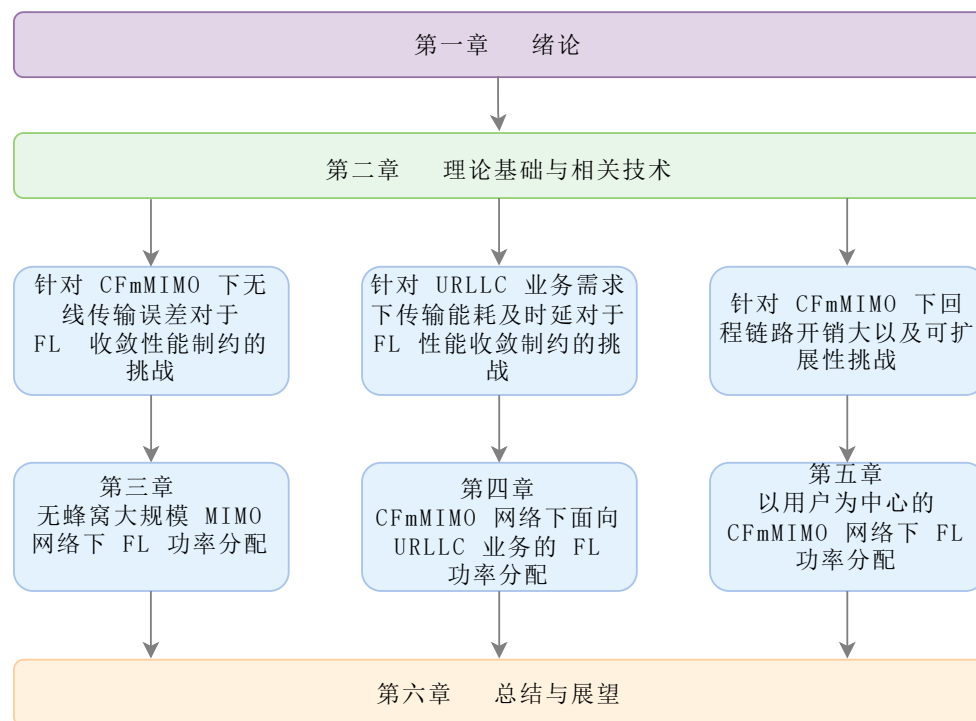 第一章 绪论
第二章 理论基础与相关技术
针对 CFmMIMO 下无
线传输误差对于
FL 收敛性能制约的
挑战
针对 URLLC 业务需求
下传输能耗及时延对于
FL 性能收敛制约的挑
战
针对 CFmMIMO 下回
程链路开销大以及可扩
展性挑战
第三章
无蜂窝大规模 MIMO
网络下 FL 功率分配
第四章
CFmMIMO 网络下面向
URLLC 业务的 FL
功率分配
第五章
以用户为中心的
CFmMIMO 网络下 FL
功率分配
第六章 总结与展望